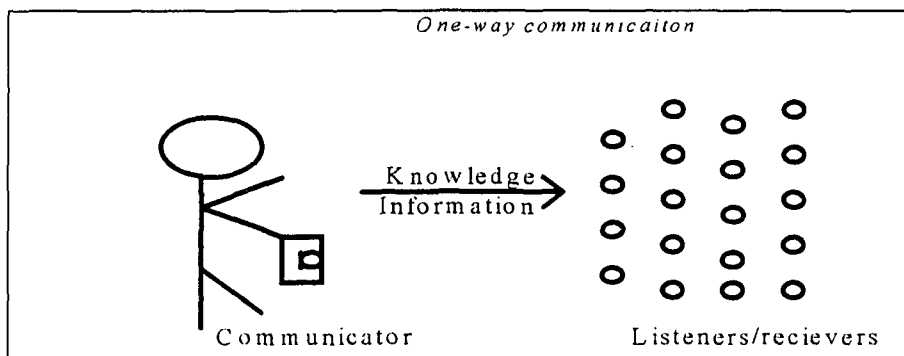 One-way communicaiton
Knowledge
Information
Communicator
Listeners/recievers